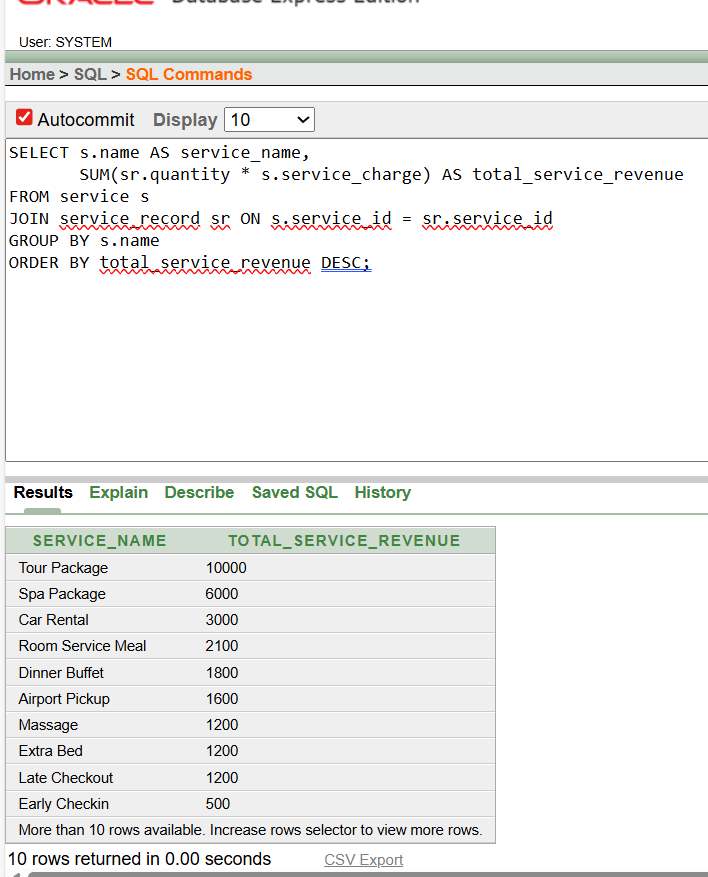 ORACLE Database Express Edition
User: SYSTEM
Home > SQL > SQL Commands
Autocommit Display 10
SELECT s.name AS service_name,
SUM(sr.quantity * s.service_charge) AS total_service_revenue
FROM service s
JOIN service_record sr ON s.service_id = sr.service_id
GROUP BY s.name
ORDER BY total_service_revenue DESC;
Results Explain Describe Saved SQL History
SERVICE_NAME TOTAL_SERVICE_REVENUE
Tour Package 10000
Spa Package 6000
Car Rental 3000
Room Service Meal 2100
Dinner Buffet 1800
Airport Pickup 1600
Massage 1200
Extra Bed 1200
Late Checkout 1200
Early Checkin 500
More than 10 rows available. Increase rows selector to view more rows.
10 rows returned in 0.00 seconds CSV Export